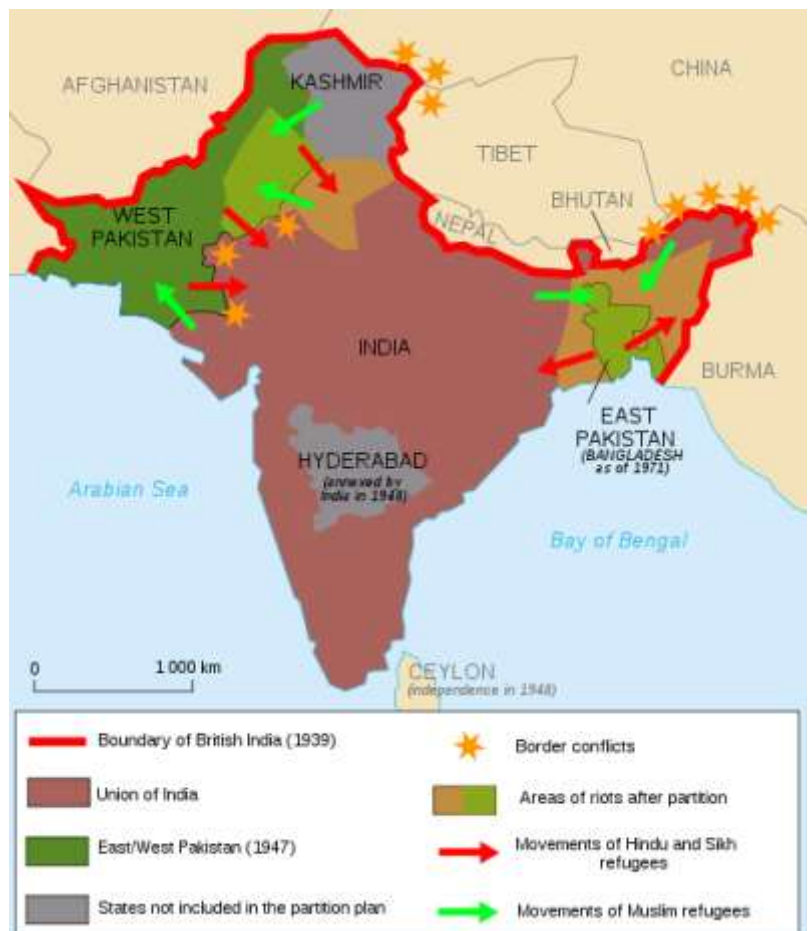 AFGHANISTAN
KASHMIR
CHINA
TIBET
BHUTAN
NEPAL
WEST
PAKISTAN
INDIA
BURMA
EAST
PAKISTAN
(BANGLADESH
as of 1971)
HYDERABAD
(annexed by
India in 1948)
Arabian Sea
Bay of Bengal
0 1 000 km
CEYLON
(independence in 1948)
Boundary of British India (1939)
Border conflicts
Union of India
Areas of riots after partition
East/West Pakistan (1947)
Movements of Hindu and Sikh
refugees
States not included in the partition plan
Movements of Muslim refugees